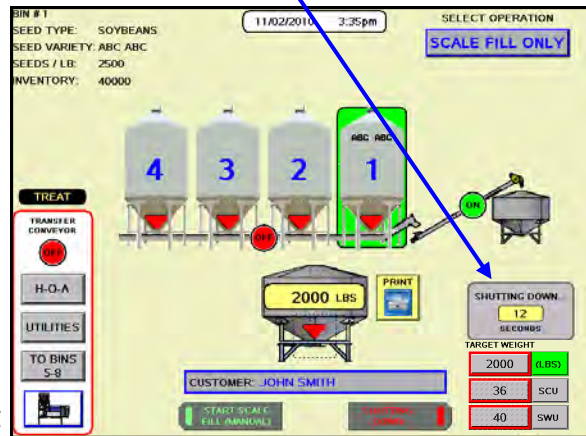 BIN # 1
SEED TYPE: SOYBEANS
SEED VARIETY: ABC ABC
SEEDS / LB: 2500
INVENTORY: 40000
11/02/2010 3:35pm
SELECT OPERATION
SCALE FILL ONLY
ABC ABC
4 3 2 1
ON
OFF
TREAT
TRANSFER
CONVEYOR
OFF
H-O-A
UTILITIES
TO BINS
5-8
2000 LBS
PRINT
SHUTTING DOWN
12
SECONDS
TARGET WEIGHT
2000 (LBS)
36 SCU
40 SWU
CUSTOMER: JOHN SMITH
START SCALE
FILL (MANUAL)
SHUTTING
DOWN